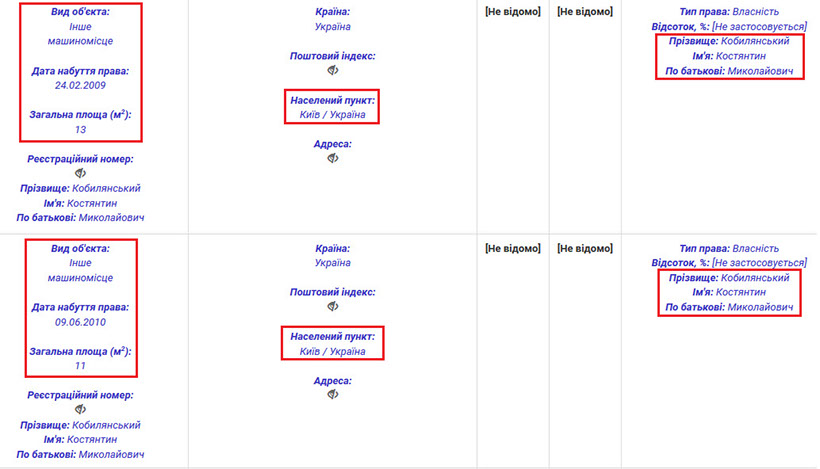 Вид об'єкта:
Інше
машиномісце
Дата набуття права:
24.02.2009
Загальна площа (м²):
13
Реєстраційний номер:
Прізвище: Кобилянський
Ім'я: Костянтин
По батькові: Миколайович
Країна:
Україна
Поштовий індекс:
Населений пункт:
Київ / Україна
Адреса:
[Не відомо]
[Не відомо]
Тип права: Власність
Відсоток, %: [Не застосовується]
Прізвище: Кобилянський
Ім'я: Костянтин
По батькові: Миколайович
Вид об'єкта:
Інше
машиномісце
Дата набуття права:
09.06.2010
Загальна площа (м²):
11
Реєстраційний номер:
Прізвище: Кобилянський
Ім'я: Костянтин
По батькові: Миколайович
Країна:
Україна
Поштовий індекс:
Населений пункт:
Київ / Україна
Адреса:
[Не відомо]
[Не відомо]
Тип права: Власність
Відсоток, %: [Не застосовується]
Прізвище: Кобилянський
Ім'я: Костянтин
По батькові: Миколайович